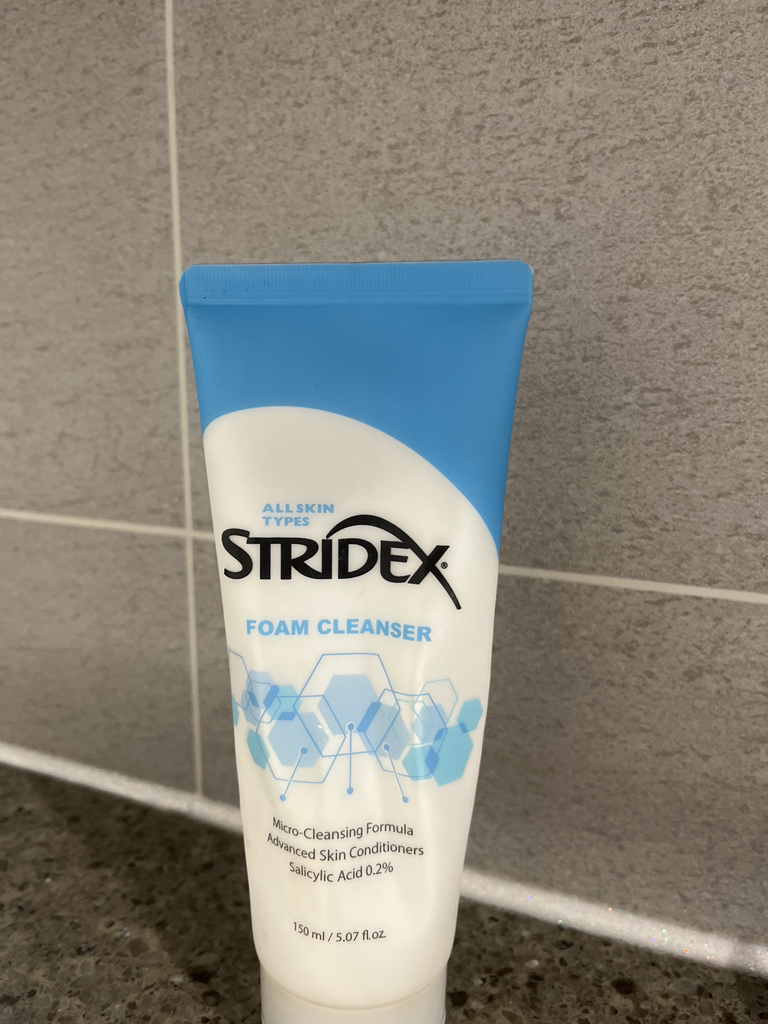 ALL SKIN
TYPES
STRIDEX®
FOAM CLEANSER
Micro-Cleansing Formula
Advanced Skin Conditioners
Salicylic Acid 0.2%
150 ml / 5.07 fl.oz.